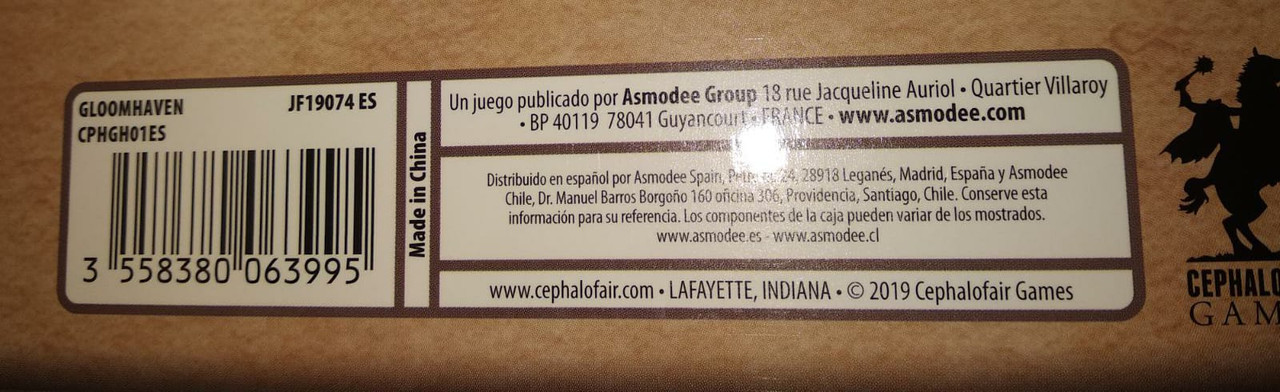 GLOOMHAVEN JF19074 ES
CPHGH01ES
3 558380 063995
Made in China
Un juego publicado por Asmodee Group 18 rue Jacqueline Auriol • Quartier Villaroy
• BP 40119 78041 Guyancourt • FRANCE • www.asmodee.com
Distribuido en español por Asmodee Spain, 24, 28918 Leganés, Madrid, España y Asmodee
Chile, Dr. Manuel Barros Borgoño 160 oficina 306, Providencia, Santiago, Chile. Conserve esta
información para su referencia. Los componentes de la caja pueden variar de los mostrados.
www.asmodee.es - www.asmodee.cl
www.cephalofair.com • LAFAYETTE, INDIANA • © 2019 Cephalofair Games
CEPHALO
GAM